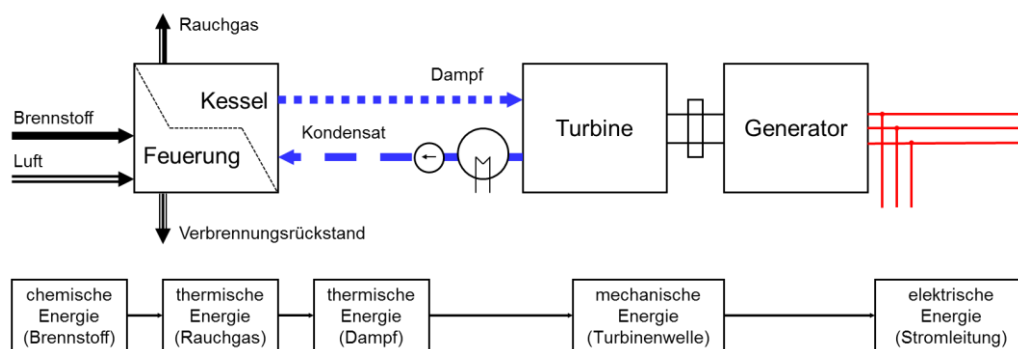 Rauchgas
Dampf
Kessel
Brennstoff
Kondensat
Turbine
Generator
Luft
Feuerung
Verbrennungsrückstand
chemische
Energie
(Brennstoff)
thermische
Energie
(Rauchgas)
thermische
Energie
(Dampf)
mechanische
Energie
(Turbinenwelle)
elektrische
Energie
(Stromleitung)